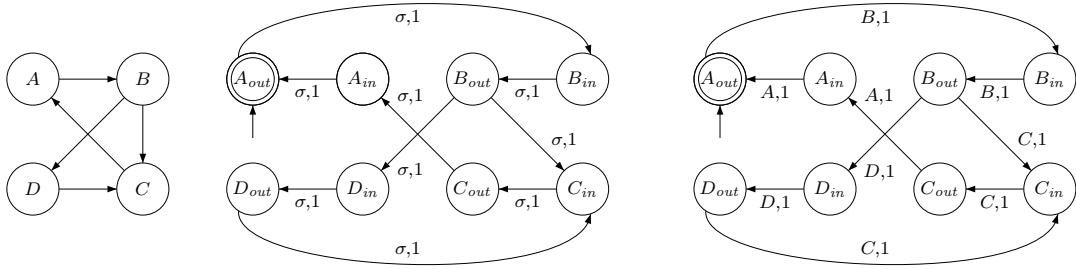 σ,1
B,1
A B
A_out A_in B_out B_in
A_out A_in B_out B_in
σ,1 σ,1 σ,1
A,1 A,1 B,1
σ,1
C,1
σ,1
D,1
D C
D_out D_in C_out C_in
D_out D_in C_out C_in
σ,1 σ,1
D,1 C,1
σ,1
C,1